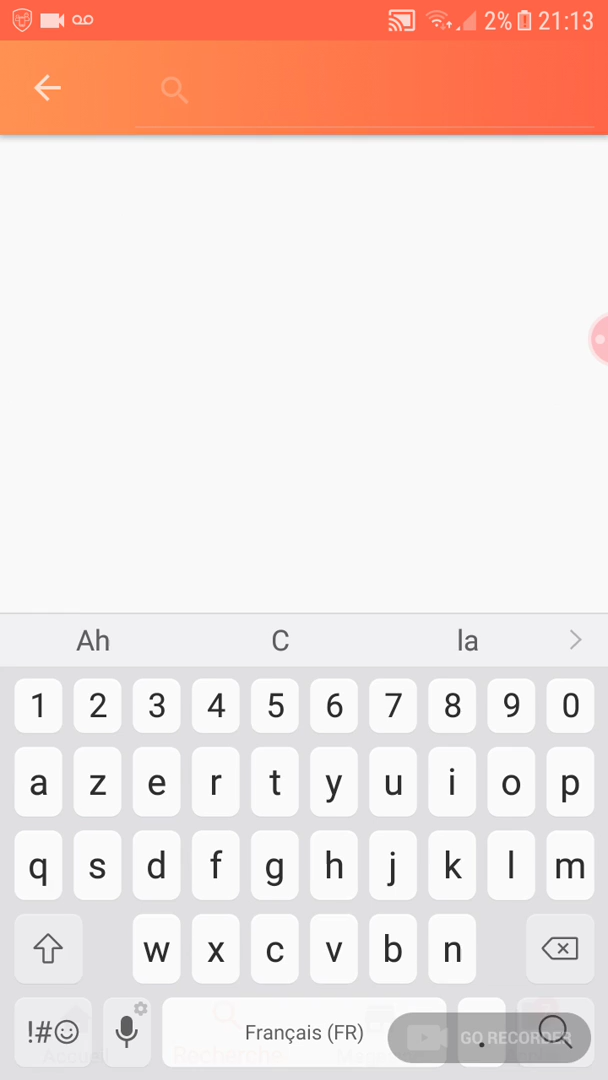 2% 21:13
Ah C la
1 2 3 4 5 6 7 8 9 0
a z e r t y u i o p
q s d f g h j k l m
w x c v b n
!#☺ Français (FR) . GO RECORDER
Recherche